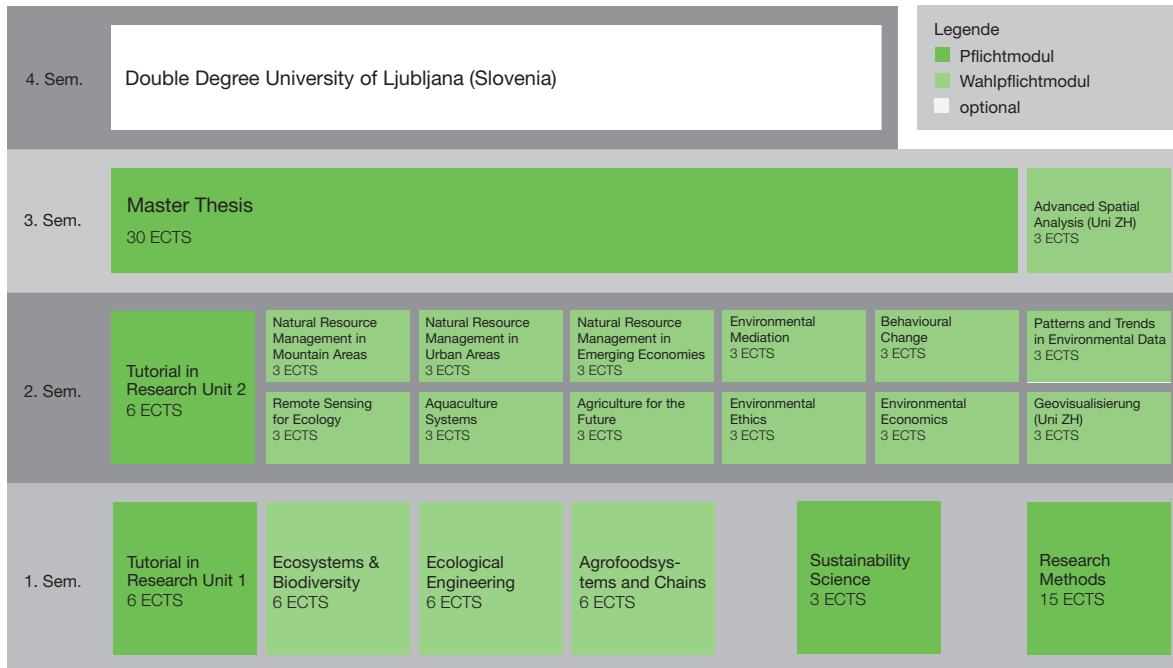 Legende
Pflichtmodul
Wahlpflichtmodul
optional
4. Sem.
Double Degree University of Ljubljana (Slovenia)
3. Sem.
Master Thesis
30 ECTS
Advanced Spatial
Analysis (Uni ZH)
3 ECTS
2. Sem.
Tutorial in
Research Unit 2
6 ECTS
Natural Resource
Management in
Mountain Areas
3 ECTS
Natural Resource
Management in
Urban Areas
3 ECTS
Natural Resource
Management in
Emerging Economies
3 ECTS
Environmental
Mediation
3 ECTS
Behavioural
Change
3 ECTS
Patterns and Trends
in Environmental Data
3 ECTS
Remote Sensing
for Ecology
3 ECTS
Aquaculture
Systems
3 ECTS
Agriculture for the
Future
3 ECTS
Environmental
Ethics
3 ECTS
Environmental
Economics
3 ECTS
Geovisualisierung
(Uni ZH)
3 ECTS
1. Sem.
Tutorial in
Research Unit 1
6 ECTS
Ecosystems &
Biodiversity
6 ECTS
Ecological
Engineering
6 ECTS
Agrofoodsys-
tems and Chains
6 ECTS
Sustainability
Science
3 ECTS
Research
Methods
15 ECTS